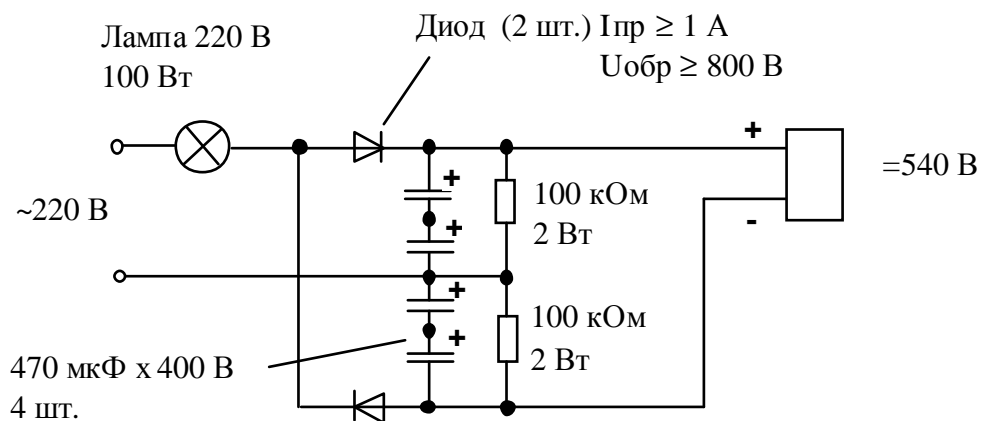 Лампа 220 В
100 Вт
Диод (2 шт.) Iпр ≥ 1 А
Uобр ≥ 800 В
+
=540 В
-
~220 В
+
+
100 кОм
2 Вт
+
+
100 кОм
2 Вт
470 мкФ х 400 В
4 шт.